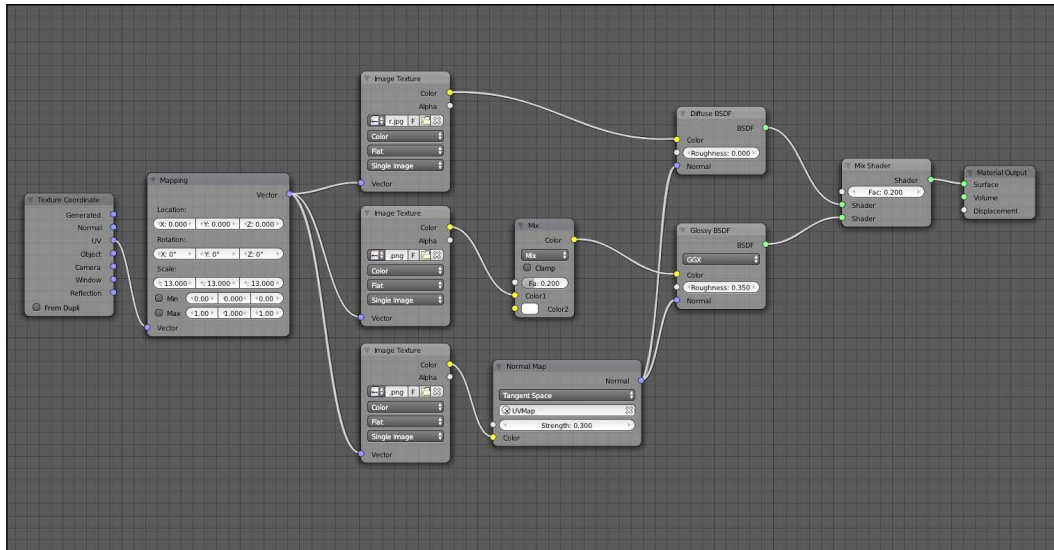 Texture Coordinate
Generated
Normal
UV
Object
Camera
Window
Reflection
From Dupli
Mapping
Vector
Location:
X: 0.000 Y: 0.000 Z: 0.000
Rotation:
X: 0° Y: 0° Z: 0°
Scale:
: 13.000 : 13.000 : 13.000
Min 0.00 0.000 0.00
Max 1.00 1.000 1.00
Vector
Image Texture
Color
Alpha
r.jpg F
Color
Flat
Single Image
Vector
Image Texture
Color
Alpha
.png F
Color
Flat
Single Image
Vector
Image Texture
Color
Alpha
.png F
Color
Flat
Single Image
Vector
Mix
Color
Mix
Clamp
Fa: 0.200
Color1
Color2
Normal Map
Normal
Tangent Space
UVMap
Strength: 0.300
Color
Diffuse BSDF
BSDF
Color
Roughness: 0.000
Normal
Glossy BSDF
BSDF
GGX
Color
Roughness: 0.350
Normal
Mix Shader
Shader
Fac: 0.200
Shader
Shader
Material Output
Surface
Volume
Displacement